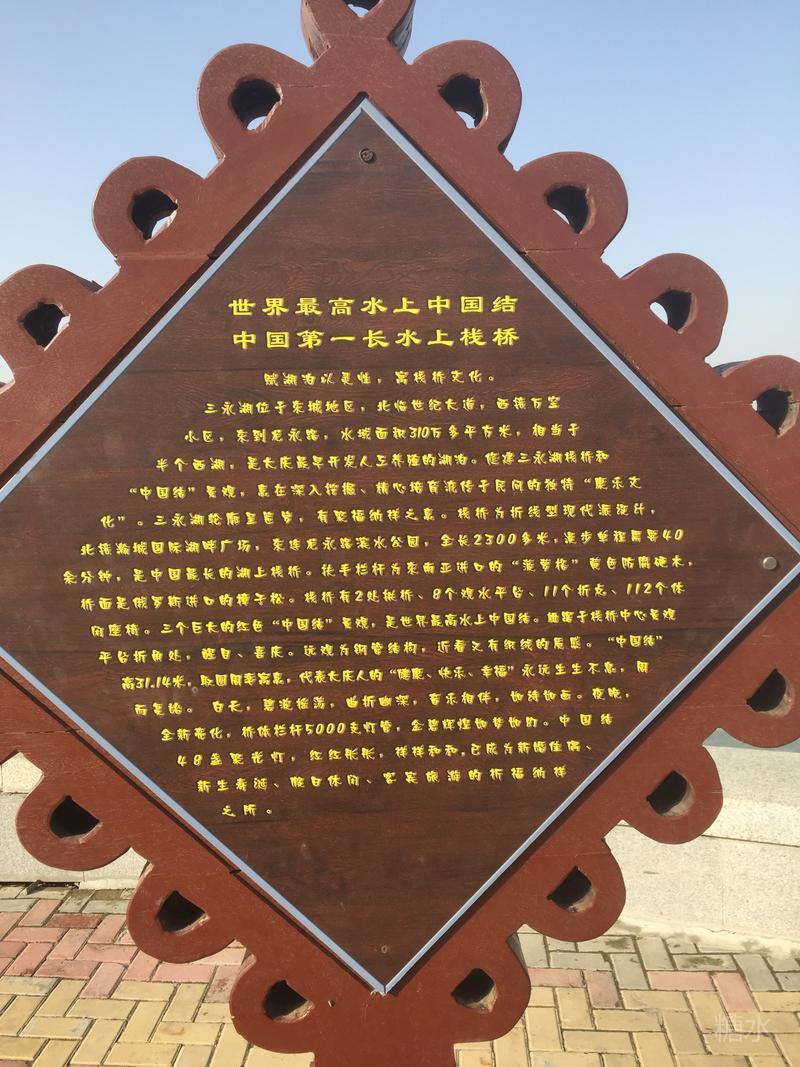 世界最高水上中国结
中国第一长水上栈桥
赋湖泊以灵性，寓栈桥文化。
三永湖位于东城地区，北临世纪大道，西接万宝
小区，东到龙永路，水域面积310万多平方米，相当于
半个西湖，是大庆最早开发人工养殖的湖泊。修建三永湖栈桥和
“中国结”景观，意在深入挖掘、精心培育流传于民间的独特“庆乐文
化”。三永湖轮廓呈芭蕉，有聚福纳祥之意。栈桥为折线型现代派设计，
北接瀚城国际湖畔广场，东连龙永路滨水公园，全长2300多米，漫步单程需要40
余分钟，是中国最长的湖上栈桥。扶手栏杆为东南亚进口的“菠萝格”黄色防腐硬木，
桥面是俄罗斯进口的樟子松。栈桥有2处拱桥、8个观水平台、11个折点、112个休
闲座椅。三个巨大的红色“中国结”景观，是世界最高水上中国结。矗立于栈桥中心景观
平台折角处，醒目、喜庆。远观为钢管结构，近看又有织线的质感。“中国结”
高31.14米，取圆周率寓意，代表大庆人的“健康、快乐、幸福”永远生生不息，周
而复始。白天，碧波摇荡，曲折幽深，音乐相伴，如诗如画。夜晚，
全新亮化，桥体栏杆5000支灯管，金碧辉煌如梦如幻。中国结
48盏聚光灯，红红彤彤，祥祥和和，已成为新婚佳偶、
新生寿诞、假日休闲、客宾旅游的祈福纳祥
之所。
糖水